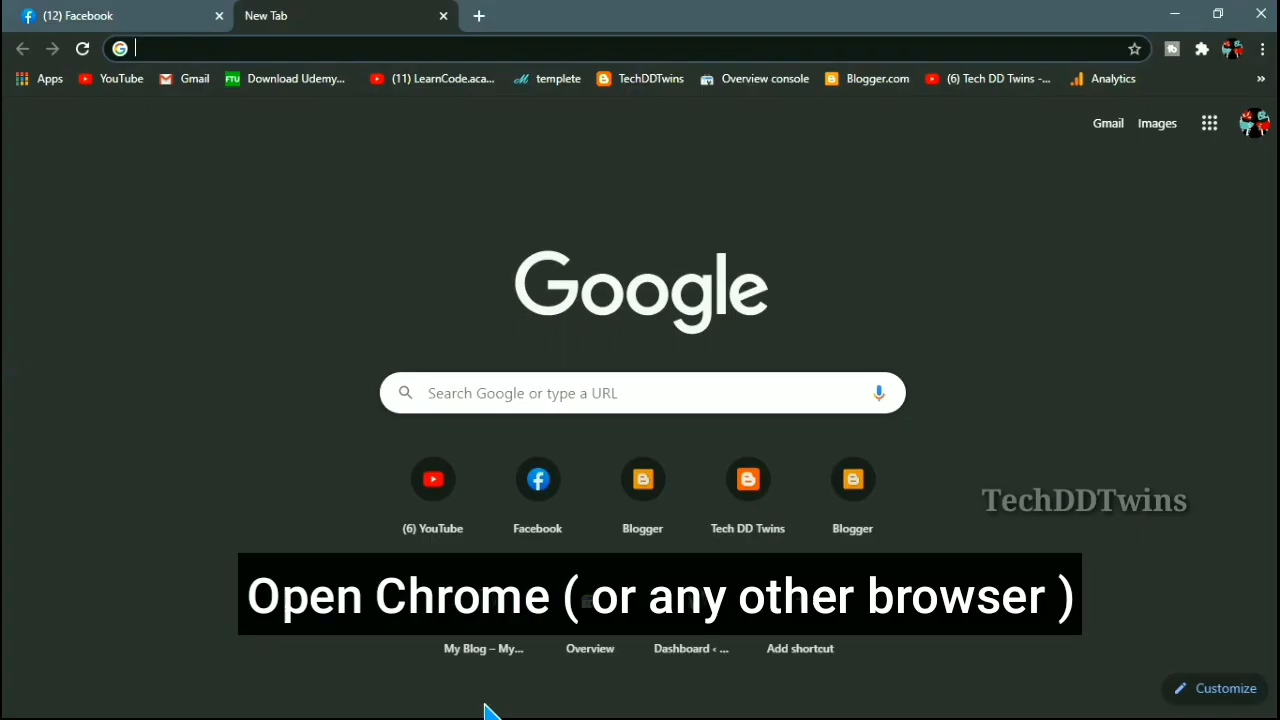 (12) Facebook
New Tab
Apps YouTube Gmail FTU Download Udemy... (11) LearnCode.aca... templete TechDDTwins Overview console Blogger.com (6) Tech DD Twins -... Analytics »
Gmail Images
Google
Search Google or type a URL
(6) YouTube Facebook Blogger Tech DD Twins Blogger
TechDDTwins
Open Chrome ( or any other browser )
My Blog – My... Overview Dashboard ‹ ... Add shortcut
Customize